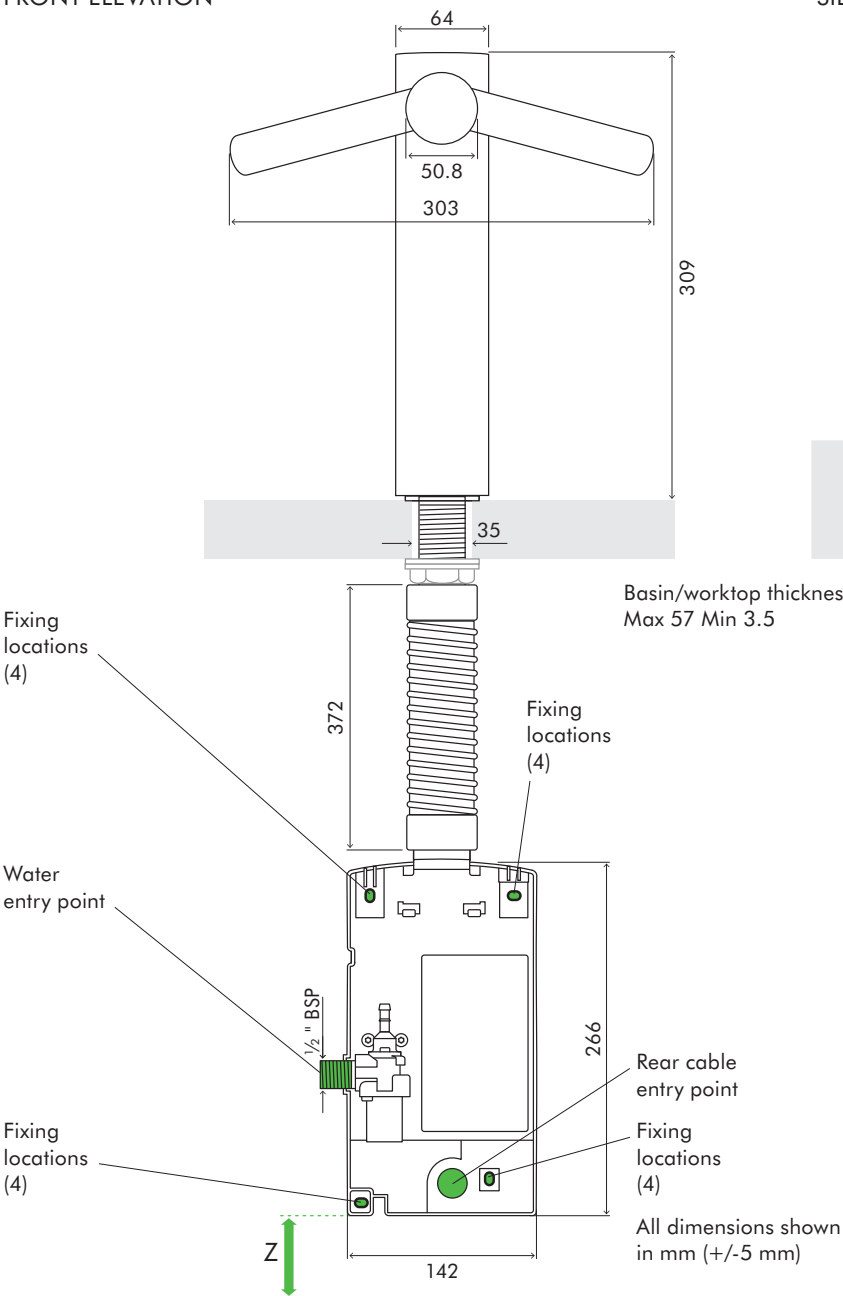 FRONT ELEVATION
64
50.8
303
309
35
Basin/worktop
Max 57 Min 3.5
Fixing
locations
(4)
372
Fixing
locations
(4)
Water
entry point
1/2 " BSP
266
Rear cable
entry point
Fixing
locations
(4)
Fixing
locations
(4)
All dimensions shown
in mm (+/-5 mm)
Z
142